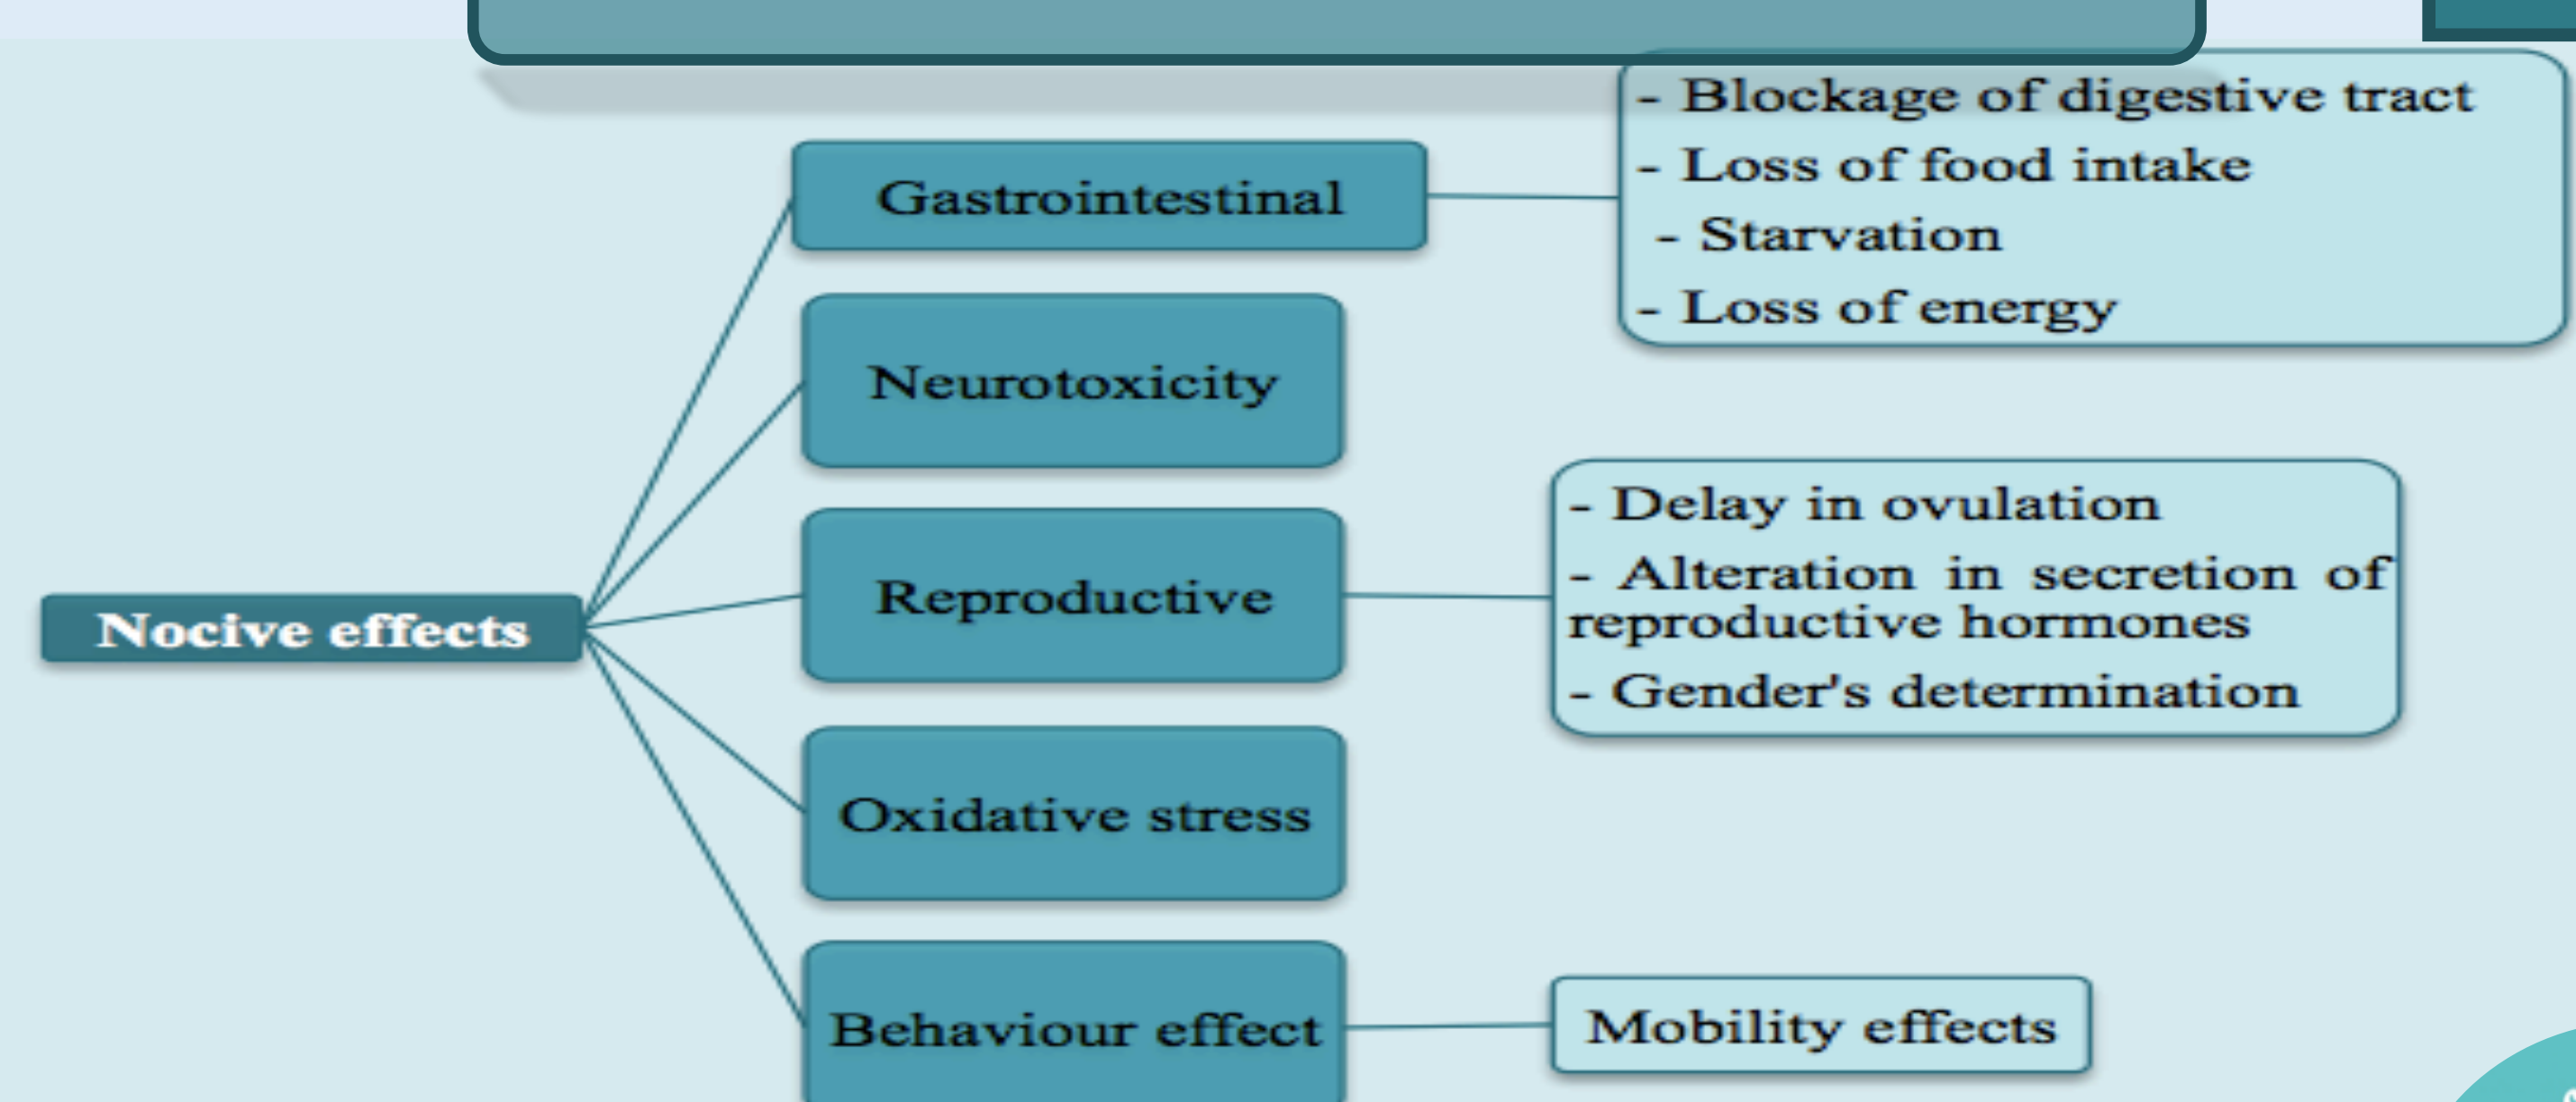 - Blockage of digestive tract
- Loss of food intake
- Starvation
- Loss of energy
Gastrointestinal
Neurotoxicity
- Delay in ovulation
- Alteration in secretion of
reproductive hormones
- Gender's determination
Reproductive
Nocive effects
Oxidative stress
Behaviour effect
Mobility effects